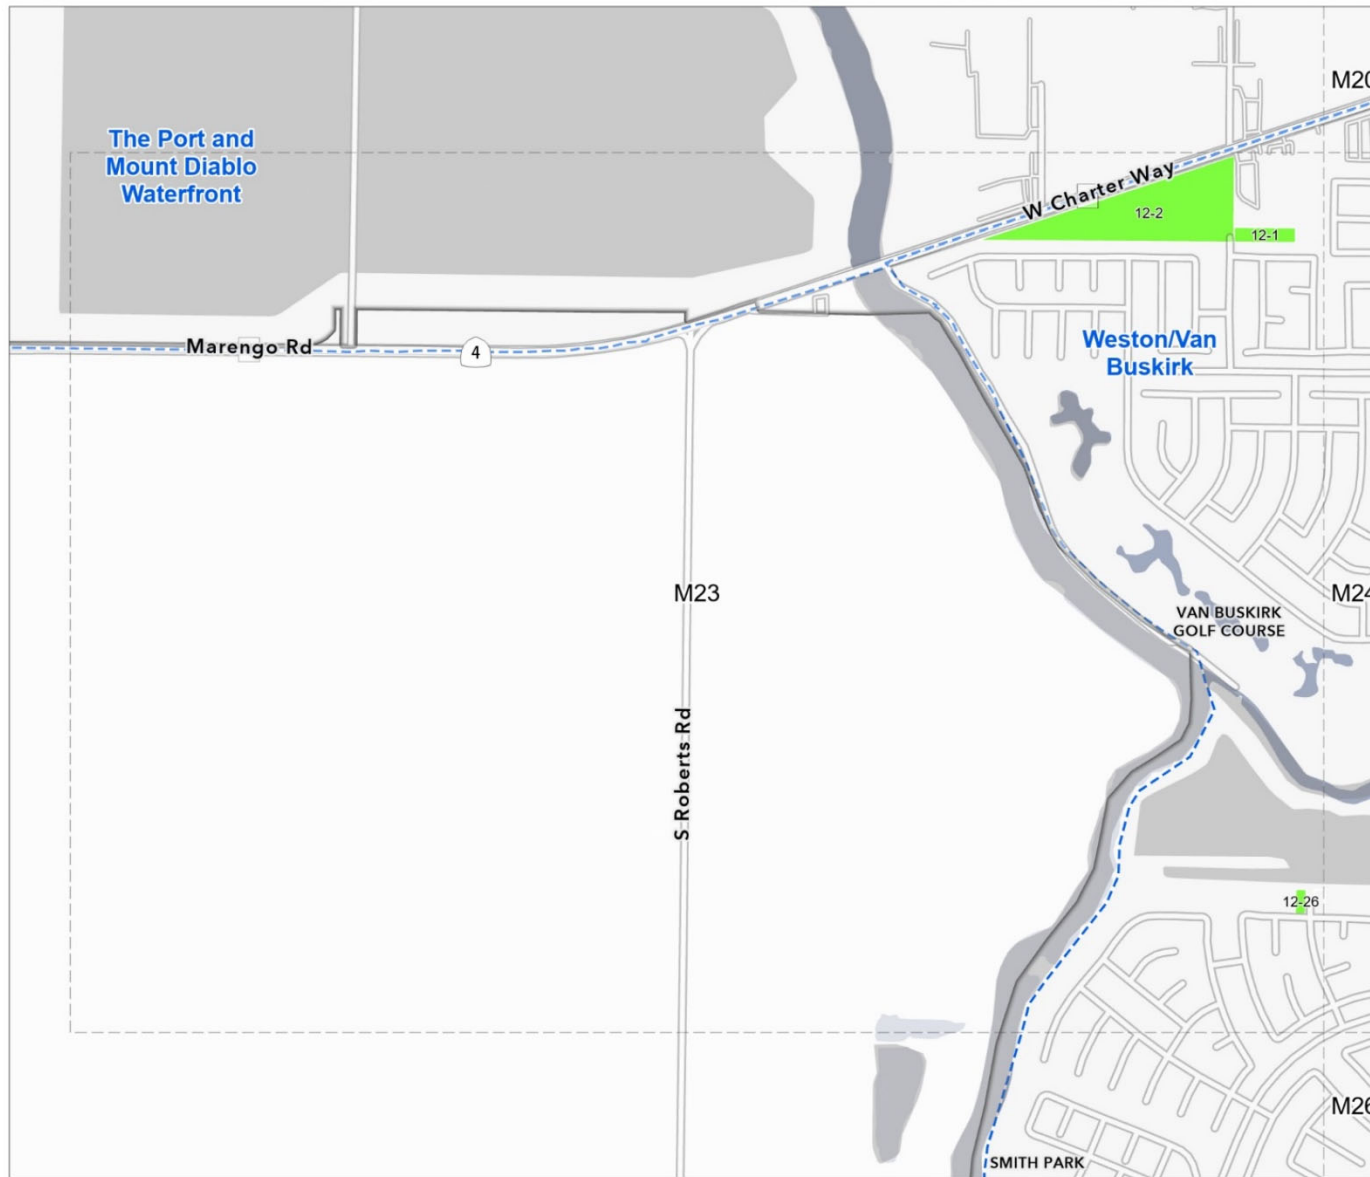 M20
The Port and
Mount Diablo
Waterfront
W Charter Way
12-2
12-1
Weston/Van
Buskirk
Marengo Rd
4
M23
M24
VAN BUSKIRK
GOLF COURSE
S Roberts Rd
12-26
M26
SMITH PARK